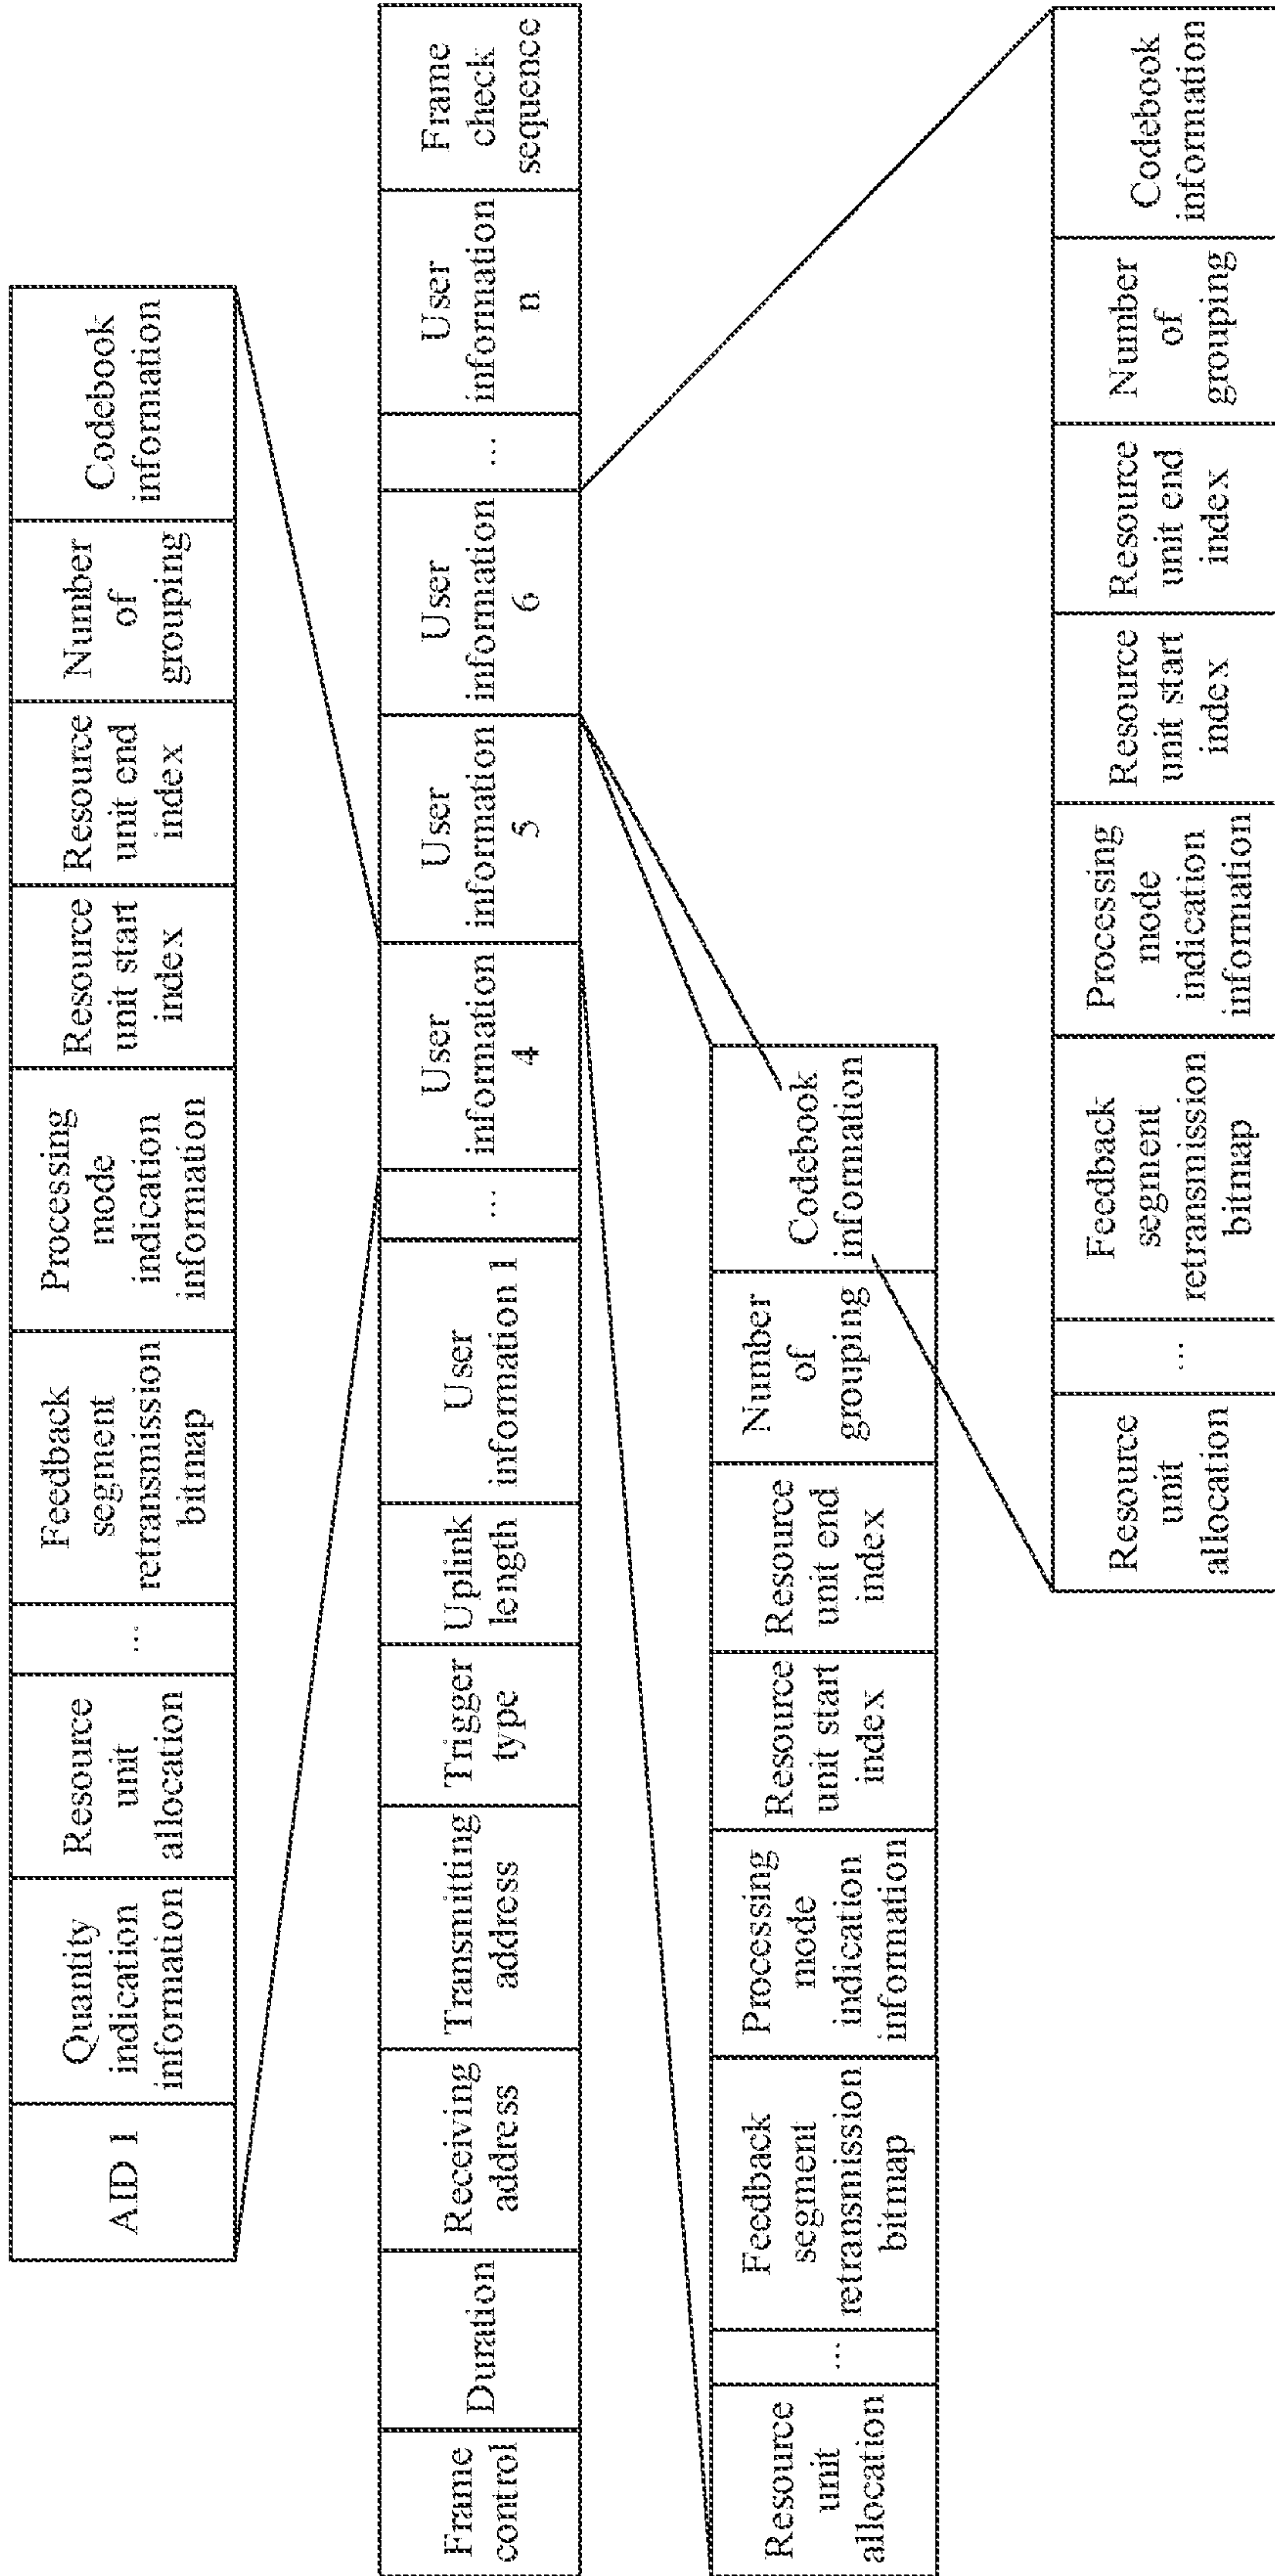 AID 1
Quantity
indication
information
Resource
unit
allocation
...
Feedback
segment
retransmission
bitmap
Processing
mode
indication
information
Resource
unit start
index
Resource
unit end
index
Number
of
grouping
Codebook
information
Frame
control
Duration
Receiving
address
Transmitting
address
Trigger
type
Uplink
length
User
information 1
...
User
information
4
User
information
5
User
information
6
...
User
information
n
Frame
check
sequence
Resource
unit
allocation
...
Feedback
segment
retransmission
bitmap
Processing
mode
indication
information
Resource
unit start
index
Resource
unit end
index
Number
of
grouping
Codebook
information
Resource
unit
allocation
...
Feedback
segment
retransmission
bitmap
Processing
mode
indication
information
Resource
unit start
index
Resource
unit end
index
Number
of
grouping
Codebook
information